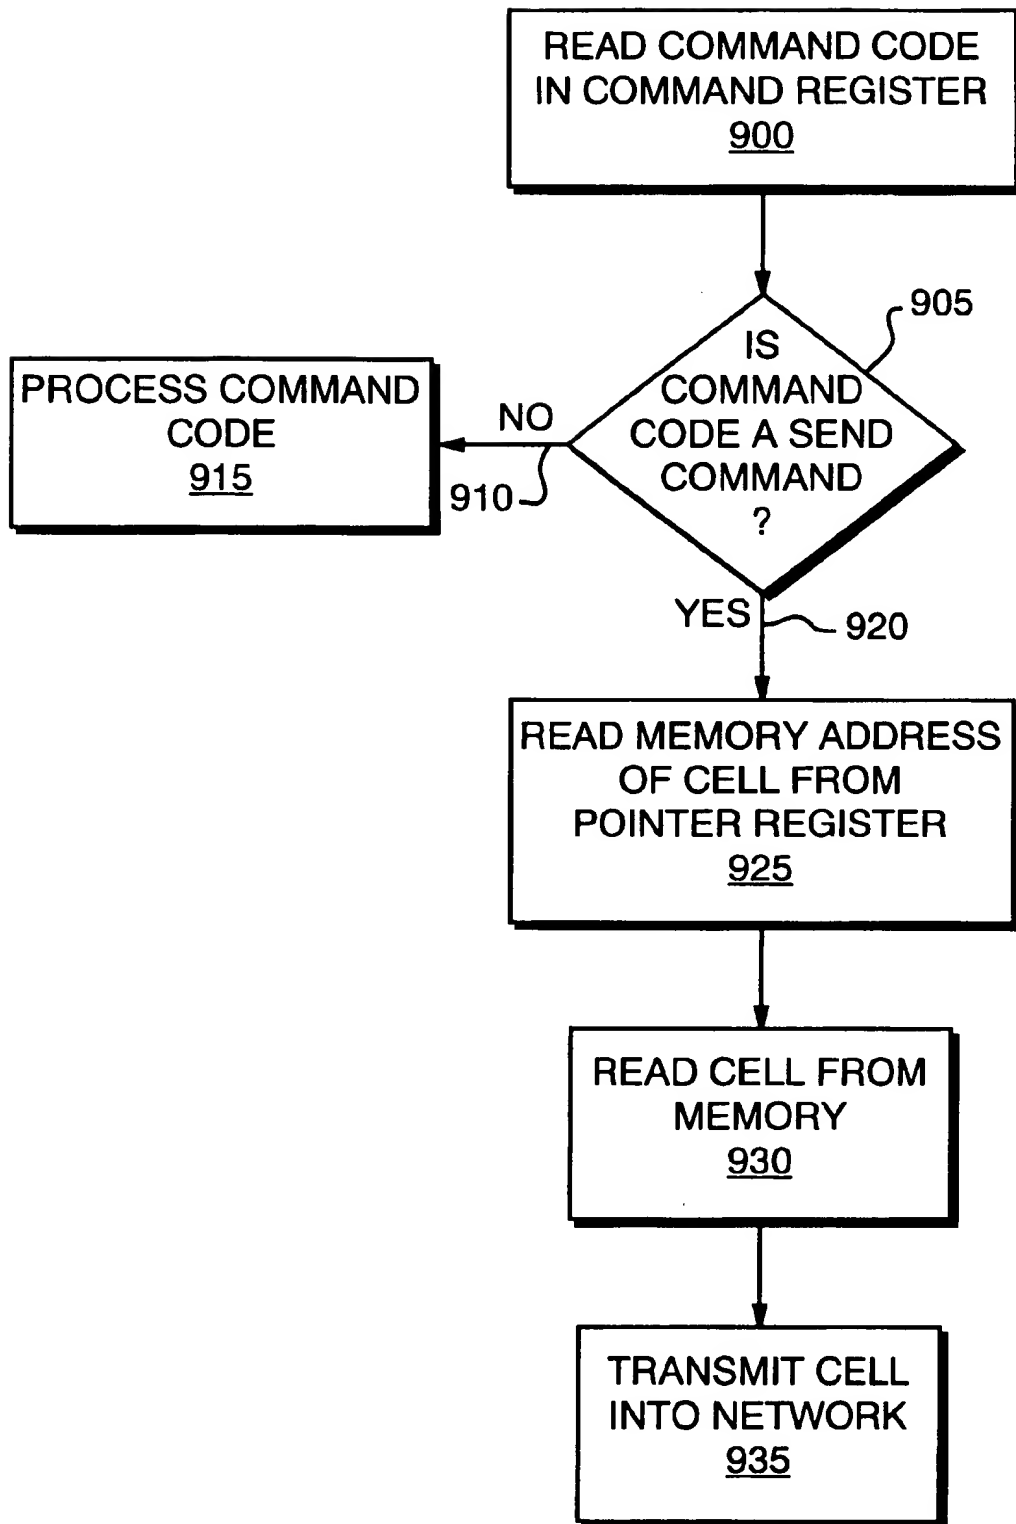 READ COMMAND CODE
IN COMMAND REGISTER
900
905
IS
COMMAND
CODE A SEND
COMMAND
?
NO
910
PROCESS COMMAND
CODE
915
YES
920
READ MEMORY ADDRESS
OF CELL FROM
POINTER REGISTER
925
READ CELL FROM
MEMORY
930
TRANSMIT CELL
INTO NETWORK
935